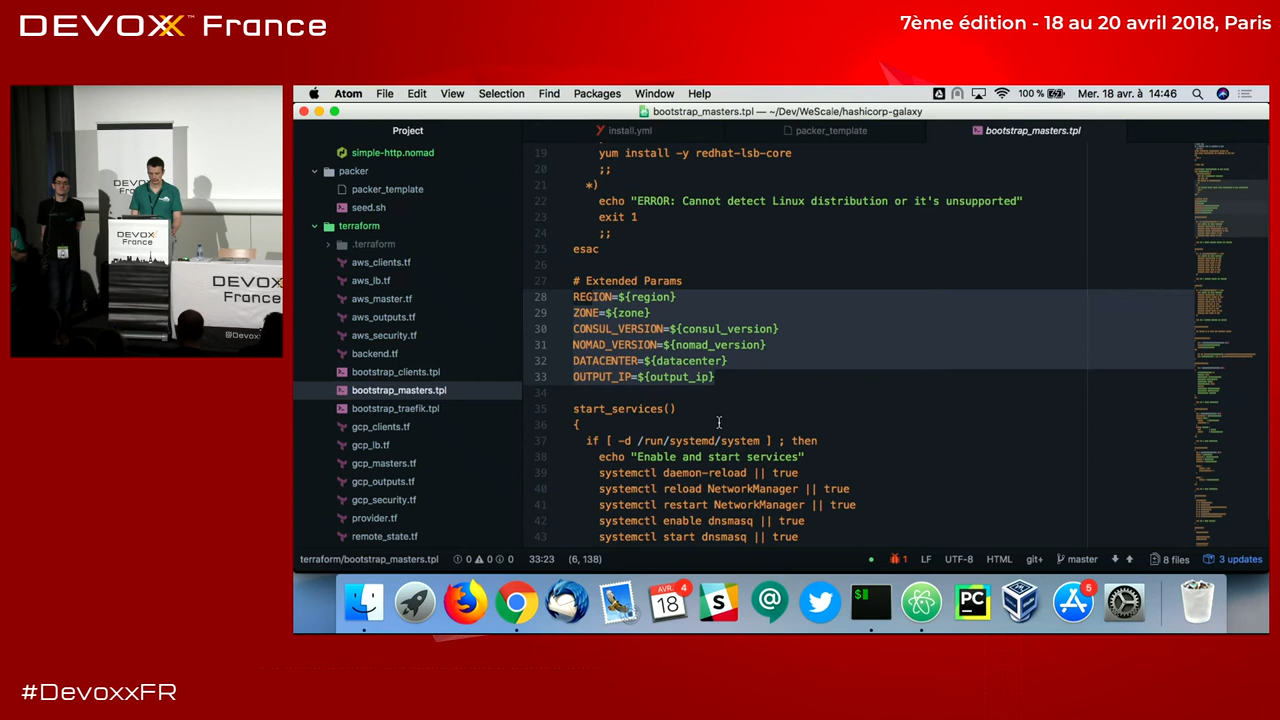 DEVOXX™ France
7ème édition - 18 au 20 avril 2018, Paris
Atom File Edit View Selection Find Packages Window Help
100 % Mer. 18 avr. à 14:46
bootstrap_masters.tpl — ~/Dev/WeScale/hashicorp-galaxy
Project
install.yml
packer_template
bootstrap_masters.tpl
simple-http.nomad
packer
packer_template
seed.sh
terraform
.terraform
aws_clients.tf
aws_lb.tf
aws_master.tf
aws_outputs.tf
aws_security.tf
backend.tf
bootstrap_clients.tpl
bootstrap_masters.tpl
bootstrap_traefik.tpl
gcp_clients.tf
gcp_lb.tf
gcp_masters.tf
gcp_outputs.tf
gcp_security.tf
provider.tf
remote_state.tf
19 yum install -y redhat-lsb-core
20 ;;
21 *)
22 echo "ERROR: Cannot detect Linux distribution or it's unsupported"
23 exit 1
24 ;;
25 esac
26
27 # Extended Params
28 REGION=${region}
29 ZONE=${zone}
30 CONSUL_VERSION=${consul_version}
31 NOMAD_VERSION=${nomad_version}
32 DATACENTER=${datacenter}
33 OUTPUT_IP=${output_ip}
34
35 start_services()
36 {
37 if [ -d /run/systemd/system ] ; then
38 echo "Enable and start services"
39 systemctl daemon-reload || true
40 systemctl reload NetworkManager || true
41 systemctl restart NetworkManager || true
42 systemctl enable dnsmasq || true
43 systemctl start dnsmasq || true
terraform/bootstrap_masters.tpl 0 0 0 33:23 (6, 138)
1 LF UTF-8 HTML git+ master 8 files 3 updates
AVR. 4
18
S
@
$
PC
5
DEVOXX
France
DEVOXX
France
@Devoxx
#DevoxxFR